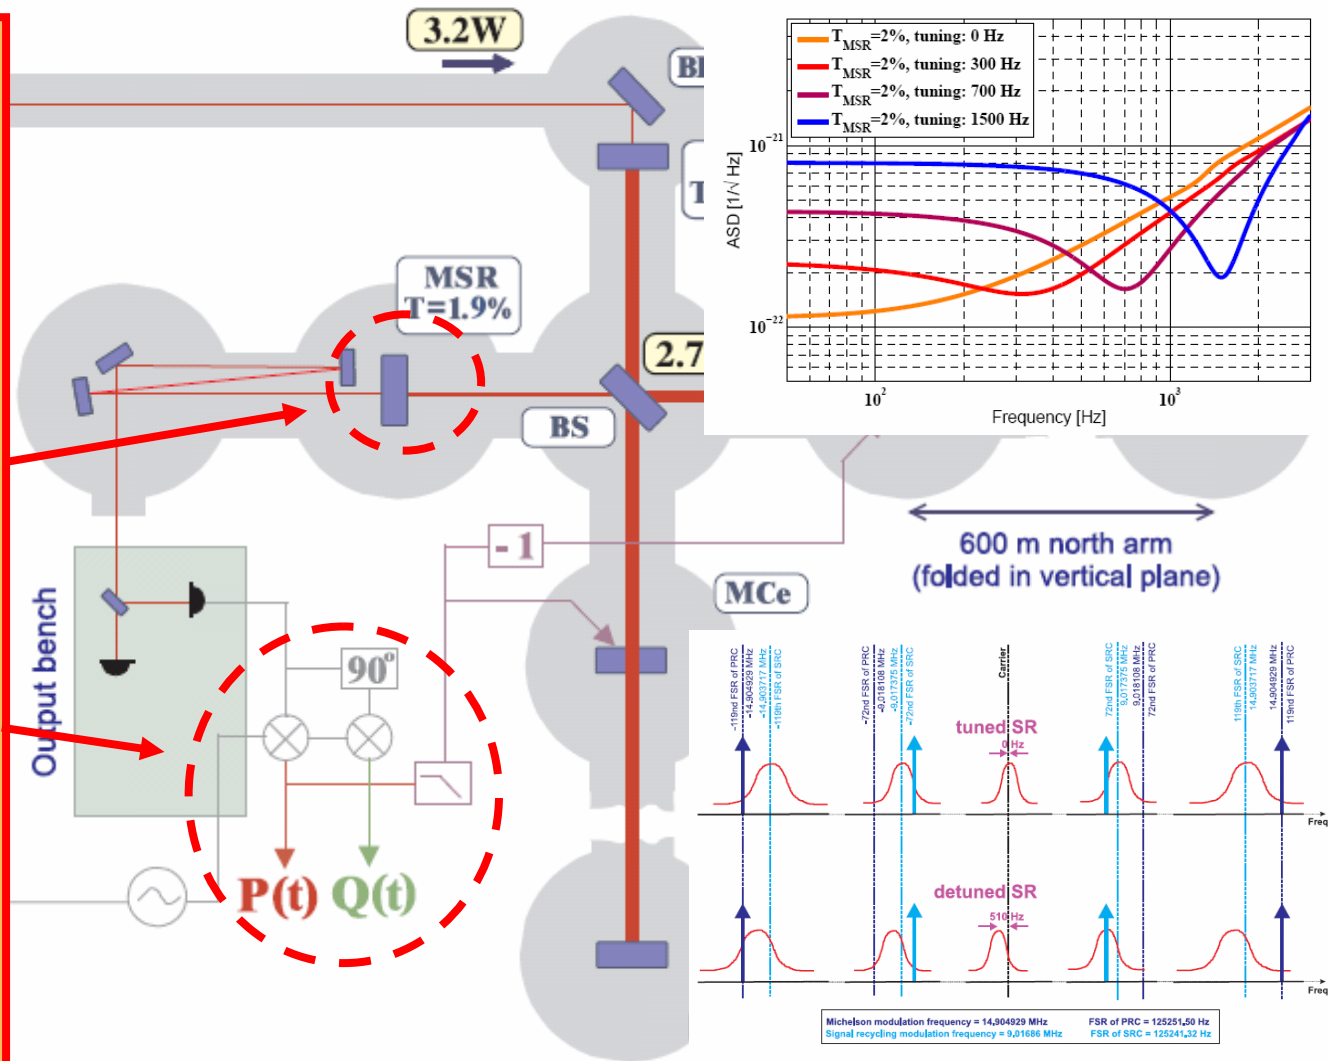 3.2W
T_MSR=2%, tuning: 0 Hz
T_MSR=2%, tuning: 300 Hz
T_MSR=2%, tuning: 700 Hz
T_MSR=2%, tuning: 1500 Hz
10^-21
10^-22
ASD [1/√ Hz]
10^2
10^3
Frequency [Hz]
MSR
T=1.9%
2.7
BS
- 1
600 m north arm
(folded in vertical plane)
MCe
Output bench
90°
P(t) Q(t)
-119nd FSR of PRC
-14,904929 MHz
-14,903717 MHz
-119th FSR of SRC
-72nd FSR of PRC
-9,018108 MHz
-9,017375 MHz
-72nd FSR of SRC
Carrier
72nd FSR of SRC
9,017375 MHz
9,018108 MHz
72nd FSR of PRC
119th FSR of SRC
14,903717 MHz
14,904929 MHz
119nd FSR of PRC
tuned SR
0 Hz
Freq
detuned SR
510 Hz
Freq
Michelson modulation frequency = 14,904929 MHz FSR of PRC = 125251,50 Hz
Signal recycling modulation frequency = 9,01686 MHz FSR of SRC = 125241,32 Hz